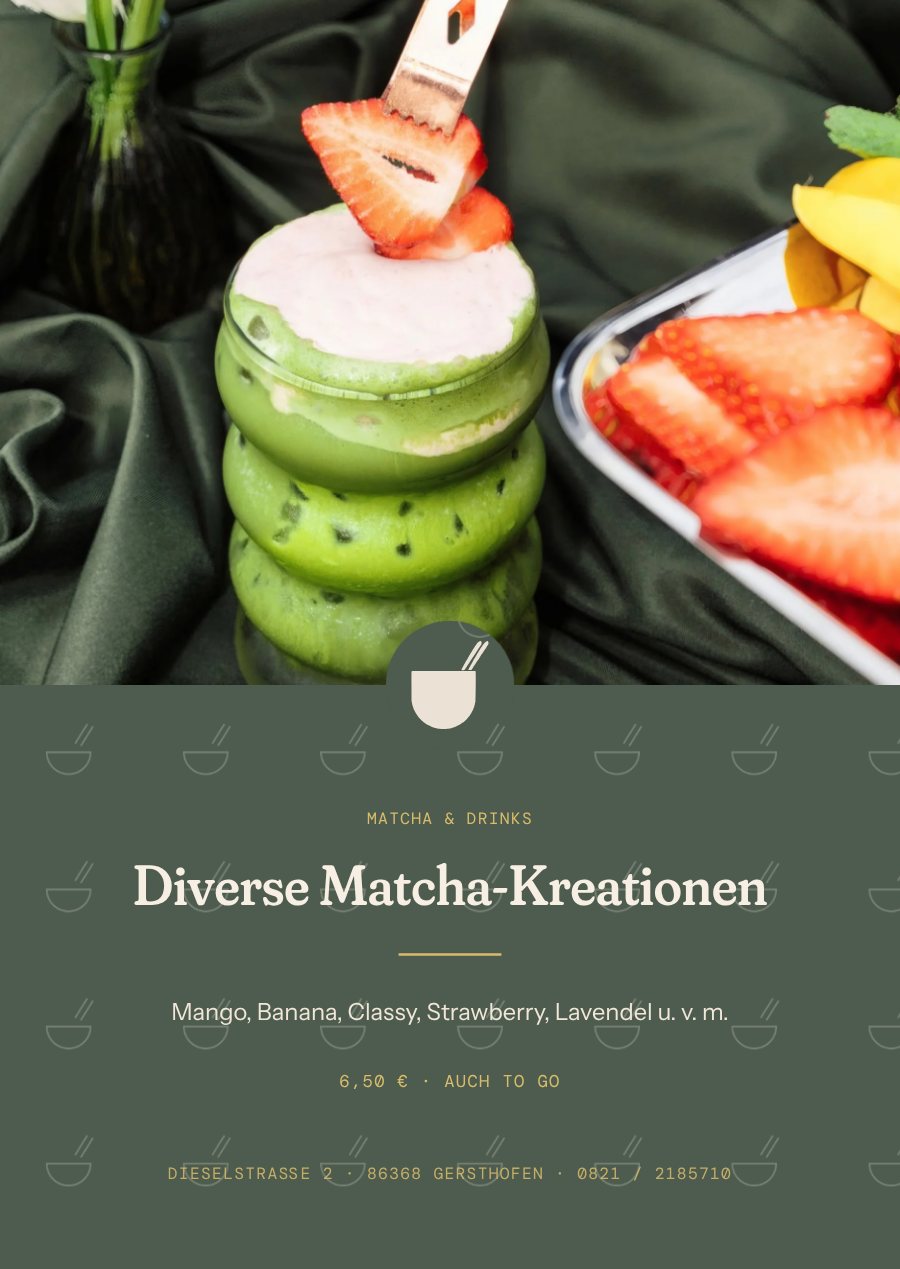 MATCHA & DRINKS
Diverse Matcha-Kreationen
Mango, Banana, Classy, Strawberry, Lavendel u. v. m.
6,50 € · AUCH TO GO
DIESELSTRASSE 2 · 86368 GERSTHOFEN · 0821 / 2185710